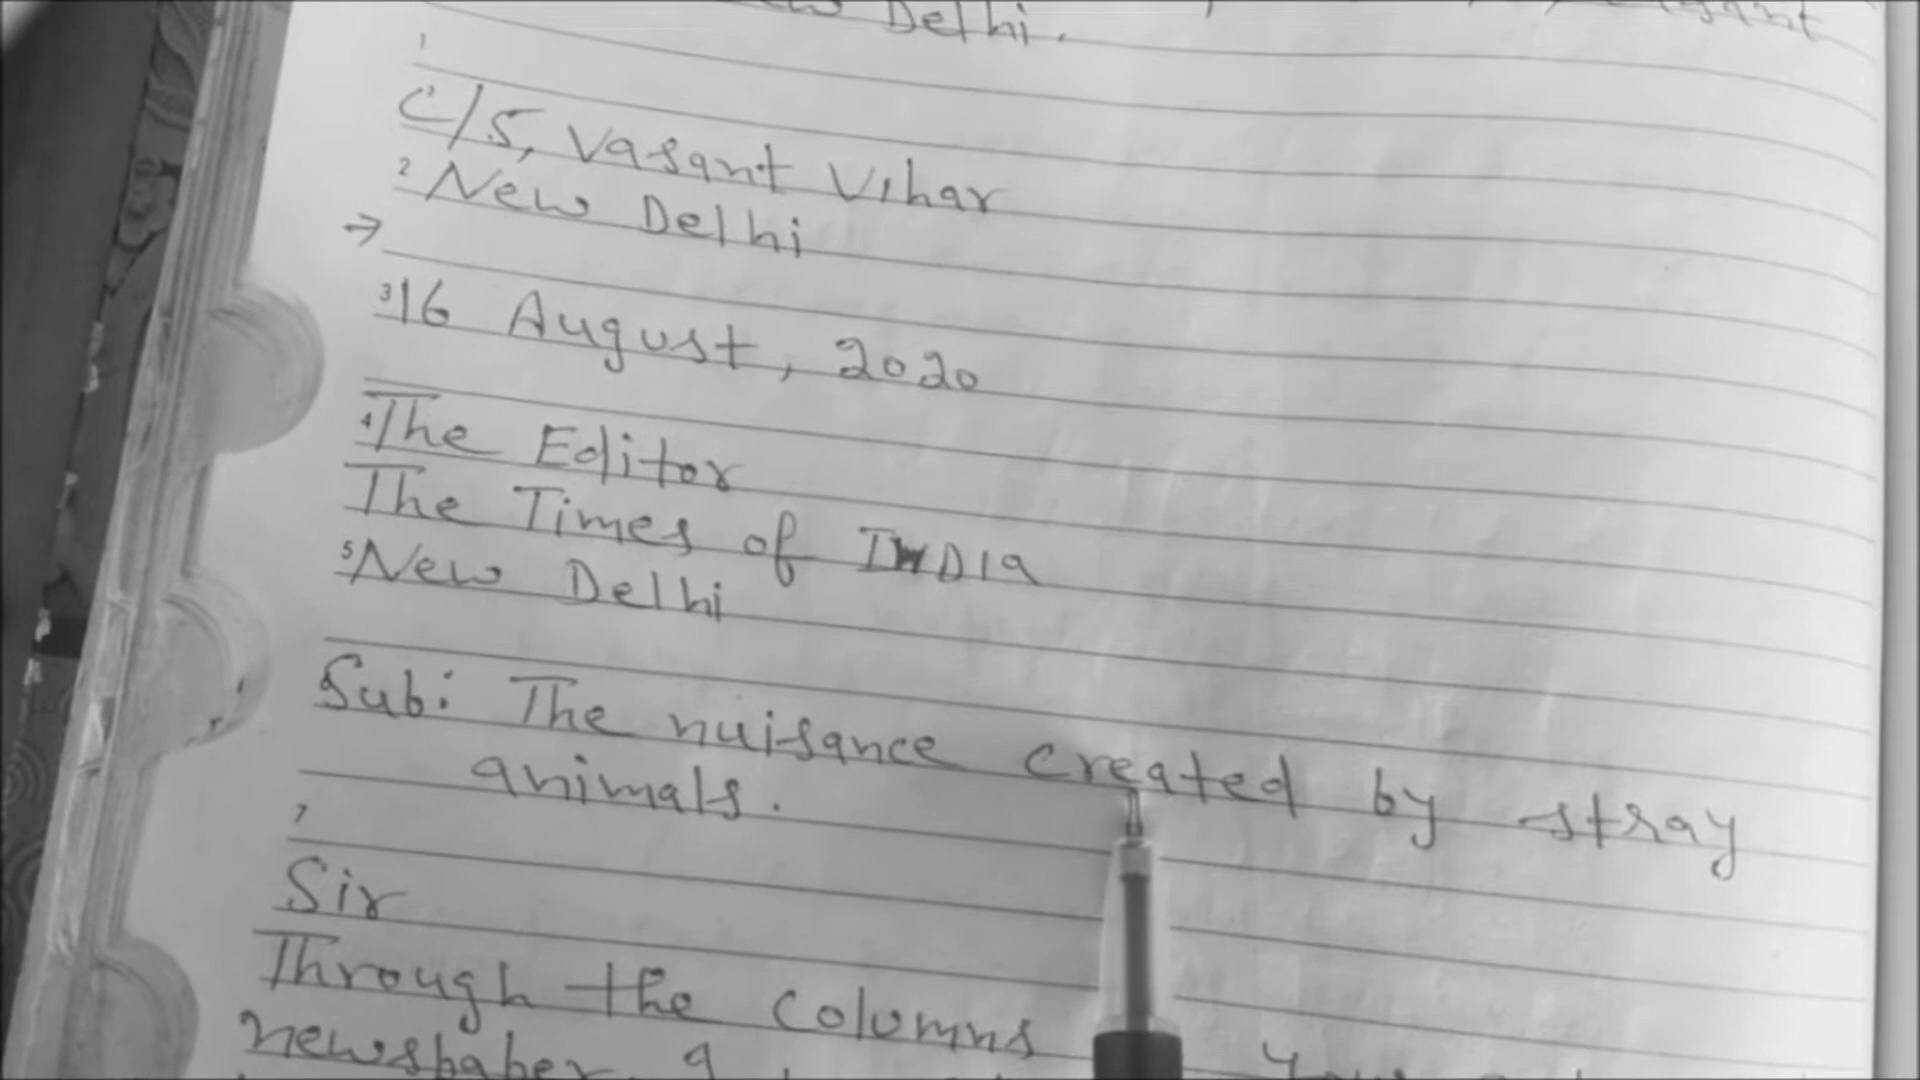 New Delhi.
1
C/5, Vasant Vihar
2 New Delhi
→
3 16 August, 2020
4 The Editor
The Times of INDIA
5 New Delhi
Sub: The nuisance created by stray
animals.
7
Sir
Through the columns
newspaper, I